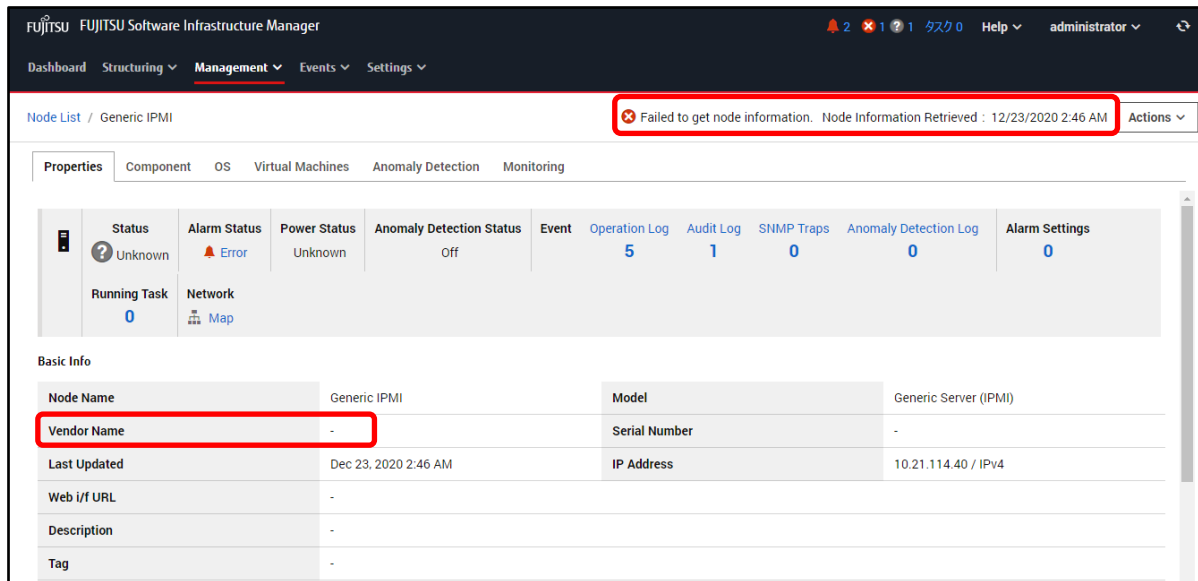 FUJITSU FUJITSU Software Infrastructure Manager 2 1 1 タスク 0 Help administrator
Dashboard Structuring Management Events Settings
Node List / Generic IPMI Failed to get node information. Node Information Retrieved : 12/23/2020 2:46 AM Actions
Properties Component OS Virtual Machines Anomaly Detection Monitoring
Status Alarm Status Power Status Anomaly Detection Status Event Operation Log Audit Log SNMP Traps Anomaly Detection Log Alarm Settings
Unknown Error Unknown Off 5 1 0 0 0
Running Task Network
0 Map
Basic Info
Node Name Generic IPMI Model Generic Server (IPMI)
Vendor Name - Serial Number -
Last Updated Dec 23, 2020 2:46 AM IP Address 10.21.114.40 / IPv4
Web i/f URL -
Description -
Tag -